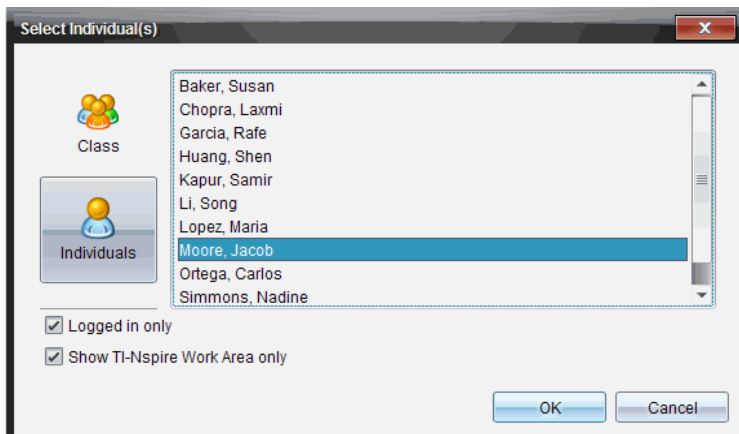 Select Individual(s)
X
Class
Individuals
Baker, Susan
Chopra, Laxmi
Garcia, Rafe
Huang, Shen
Kapur, Samir
Li, Song
Lopez, Maria
Moore, Jacob
Ortega, Carlos
Simmons, Nadine
Logged in only
Show TI-Nspire Work Area only
OK
Cancel